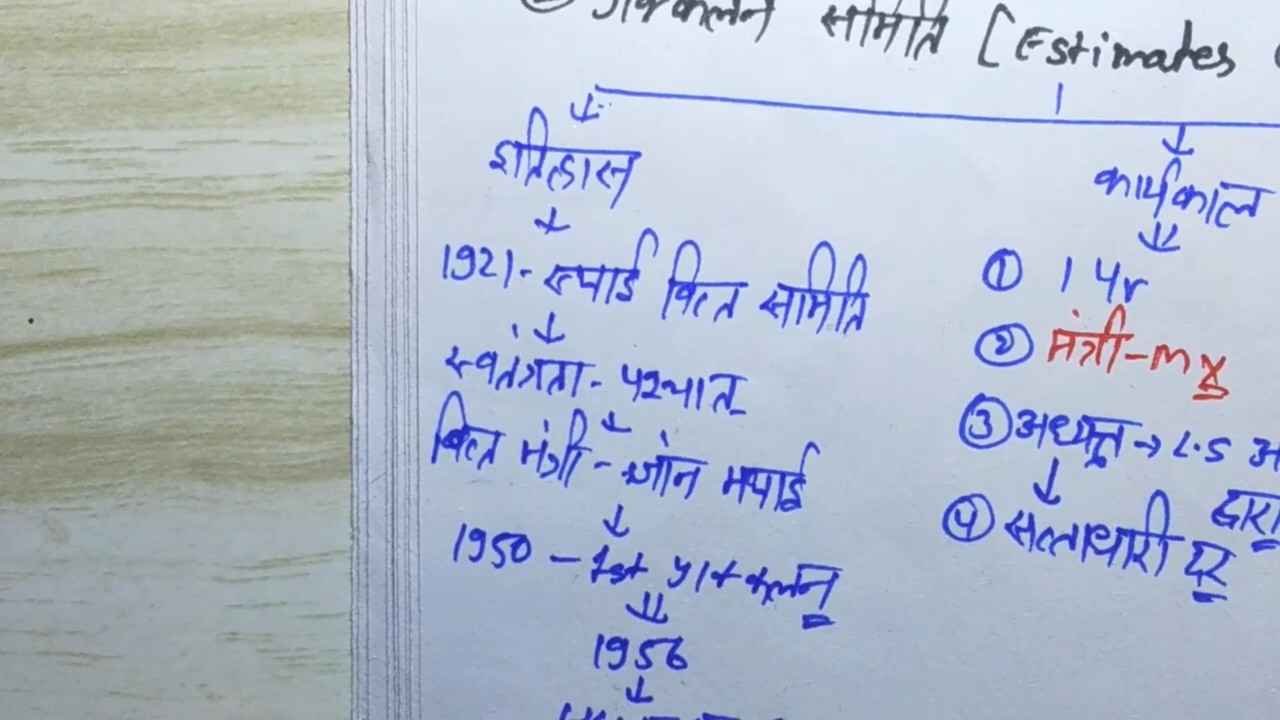 प्राक्कलन समिति [Estimates
इतिहास
1921 - स्थाई वित्त समिति
स्वतंत्रता - पश्चात
वित्त मंत्री - जॉन मथाई
1950 - 1st प्राक्कलन
1956
कार्यकाल
① 1 Yr
② मंत्री - m x
③ अध्यक्ष → L.S अ
द्वारा
④ सत्ताधारी